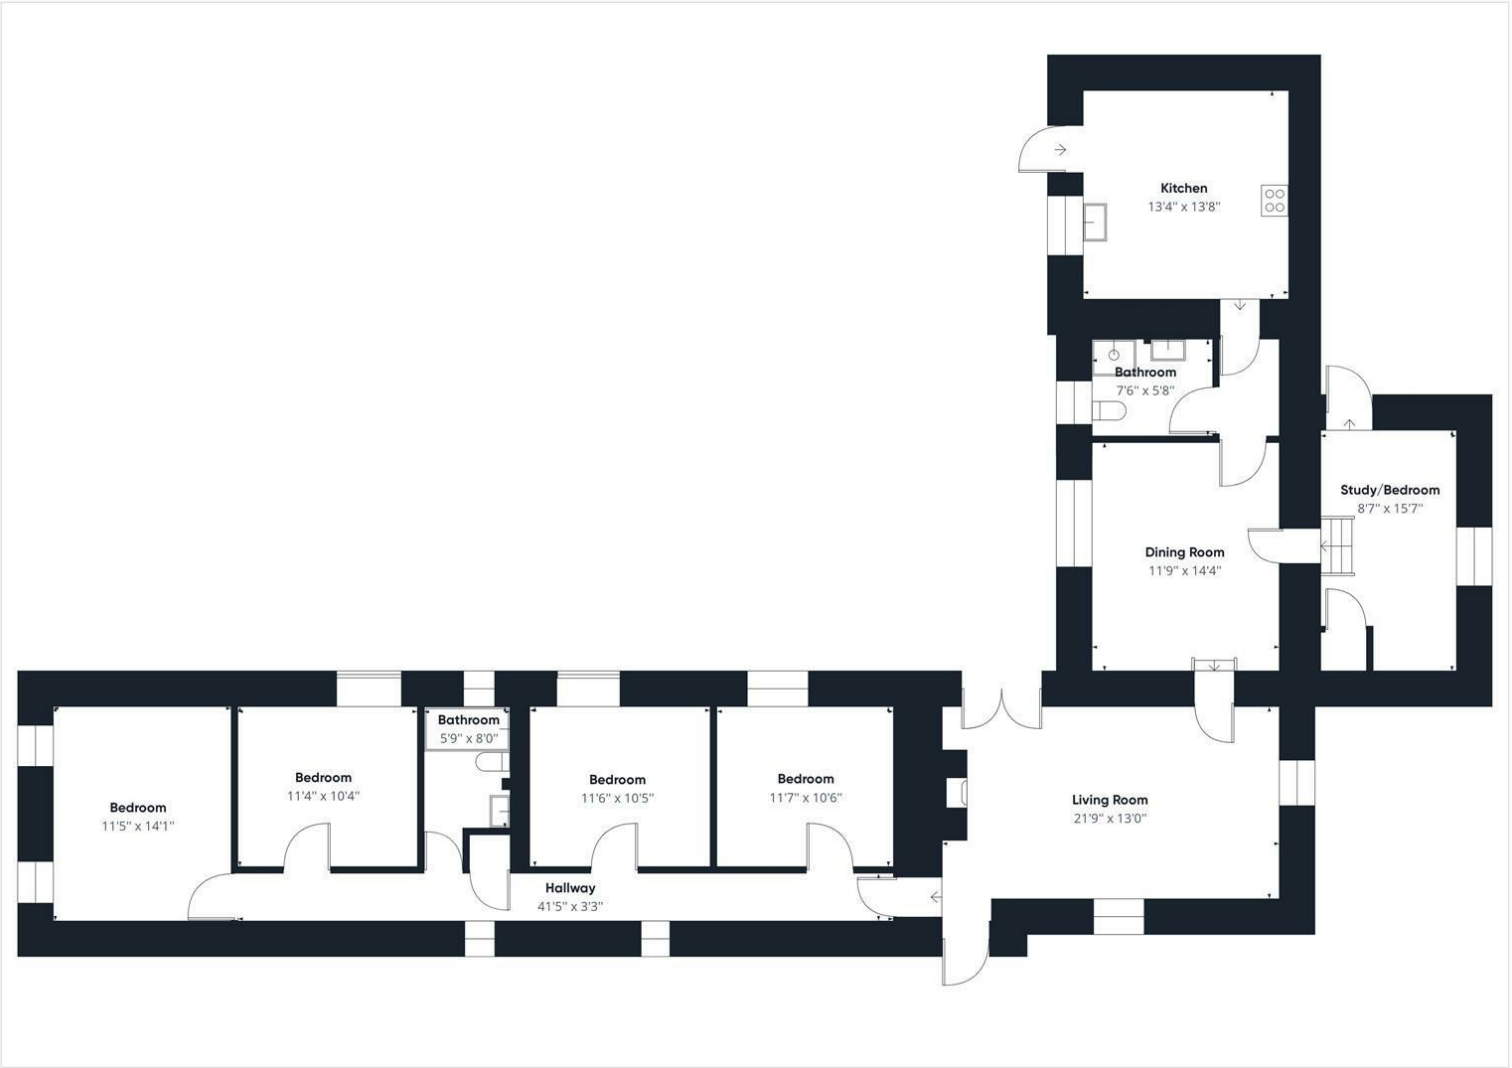 Kitchen
13'4" x 13'8"
Bathroom
7'6" x 5'8"
Study/Bedroom
8'7" x 15'7"
Dining Room
11'9" x 14'4"
Bathroom
5'9" x 8'0"
Bedroom
11'4" x 10'4"
Bedroom
11'6" x 10'5"
Bedroom
11'7" x 10'6"
Bedroom
11'5" x 14'1"
Living Room
21'9" x 13'0"
Hallway
41'5" x 3'3"